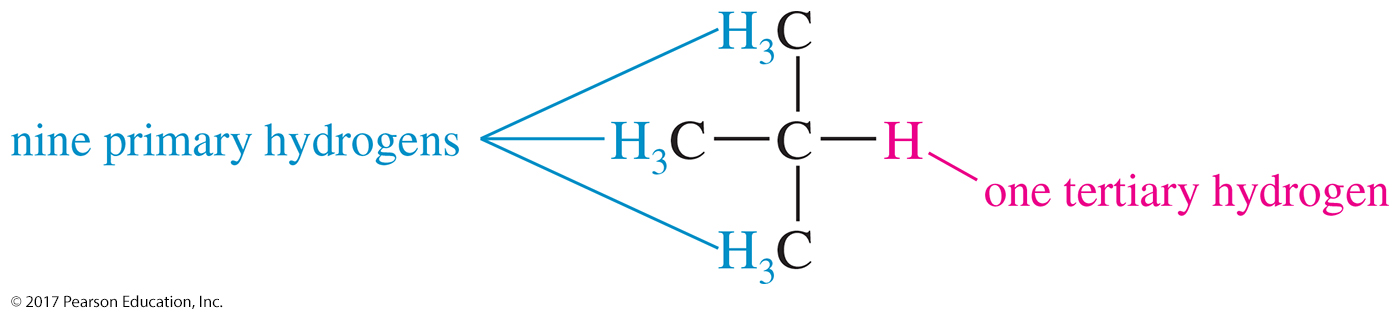 H₃C
nine primary hydrogens H₃C C H
one tertiary hydrogen
H₃C
© 2017 Pearson Education, Inc.